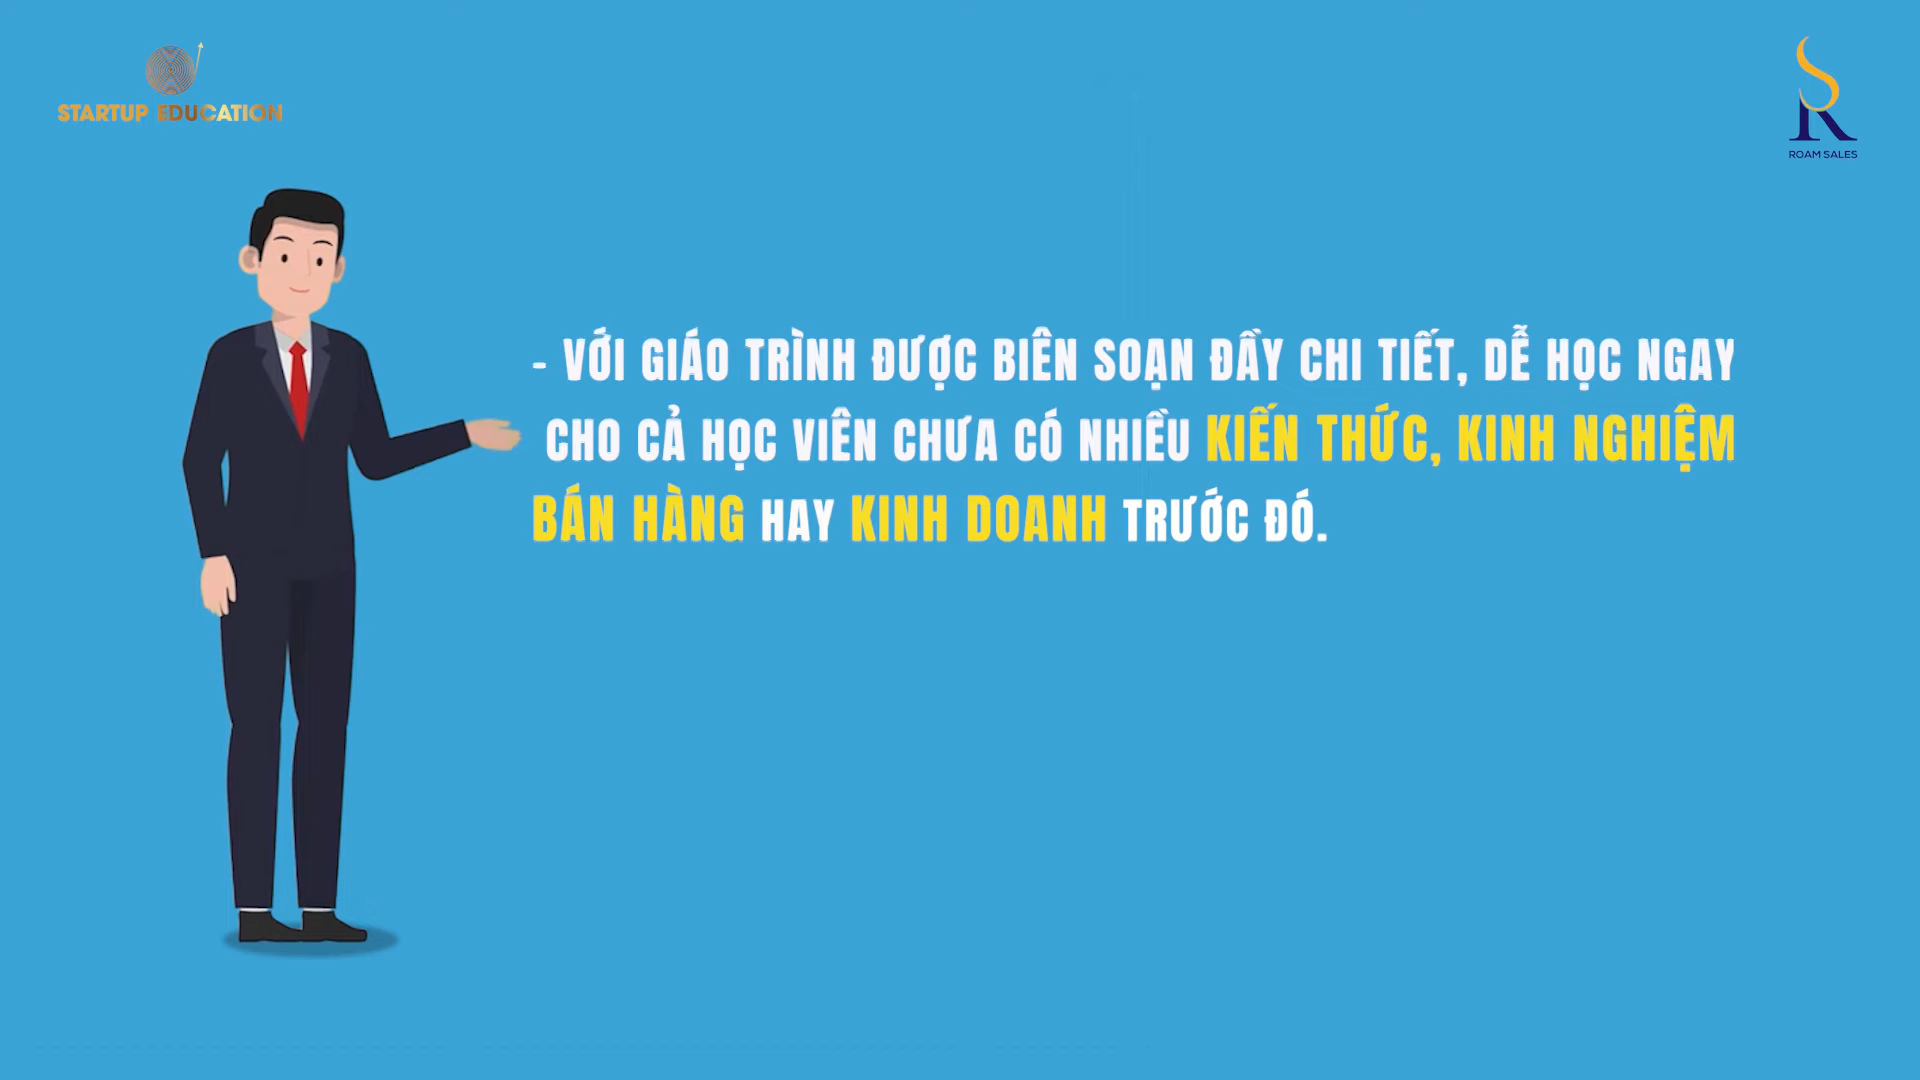 STARTUP EDUCATION
ROAM SALES
- VỚI GIÁO TRÌNH ĐƯỢC BIÊN SOẠN ĐẦY CHI TIẾT, DỄ HỌC NGAY
CHO CẢ HỌC VIÊN CHƯA CÓ NHIỀU KIẾN THỨC, KINH NGHIỆM
BÁN HÀNG HAY KINH DOANH TRƯỚC ĐÓ.